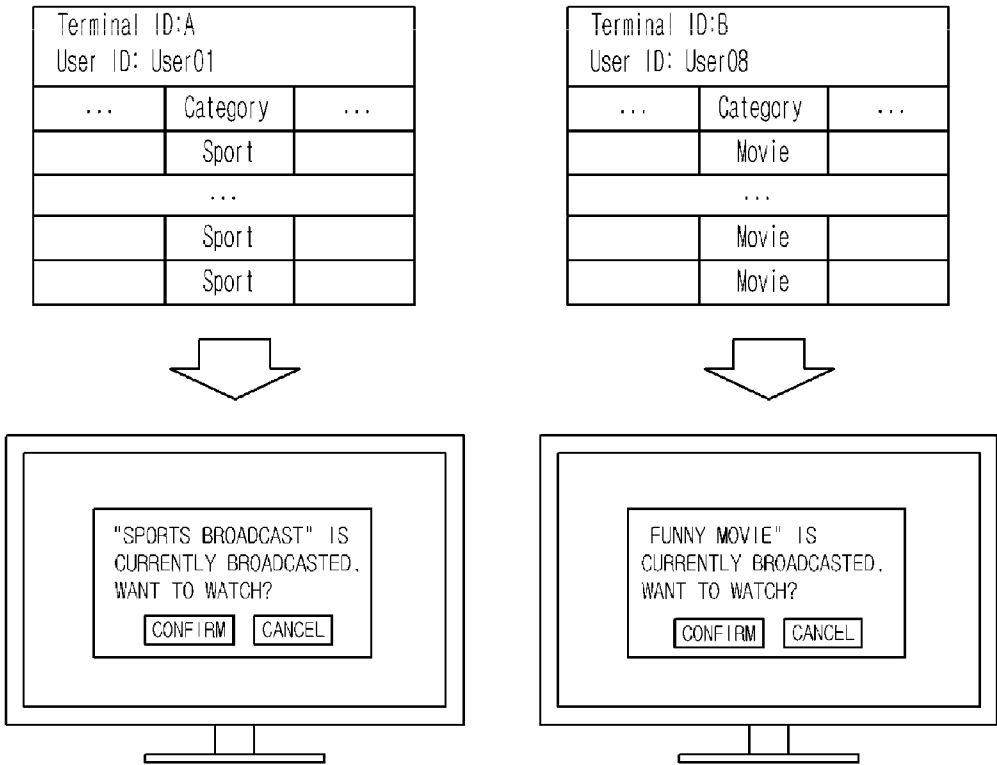 Terminal ID:A
User ID: User01
... Category ...
Sport
...
Sport
Sport
Terminal ID:B
User ID: User08
... Category ...
Movie
...
Movie
Movie
"SPORTS BROADCAST" IS
CURRENTLY BROADCASTED.
WANT TO WATCH?
CONFIRM CANCEL
FUNNY MOVIE" IS
CURRENTLY BROADCASTED.
WANT TO WATCH?
CONFIRM CANCEL